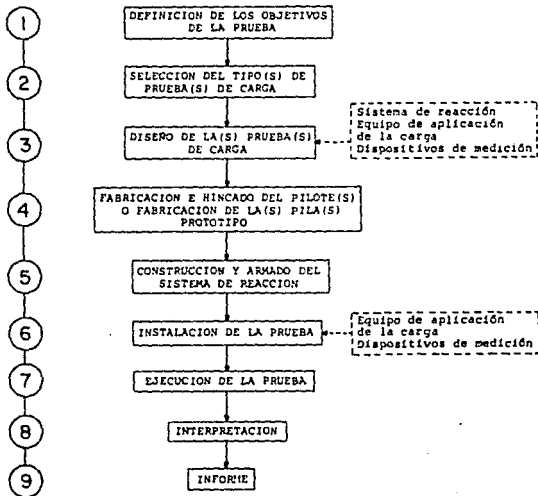 1
DEFINICION DE LOS OBJETIVOS
DE LA PRUEBA
2
SELECCION DEL TIPO(S) DE
PRUEBA(S) DE CARGA
3
DISEÑO DE LA(S) PRUEBA(S)
DE CARGA
Sistema de reacción
Equipo de aplicación
de la carga
Dispositivos de medición
4
FABRICACION E HINCADO DEL PILOTE(S)
O FABRICACION DE LA(S) PILA(S)
PROTOTIPO
5
CONSTRUCCION Y ARMADO DEL
SISTEMA DE REACCION
6
INSTALACION DE LA PRUEBA
Equipo de aplicación
de la carga
Dispositivos de medición
7
EJECUCION DE LA PRUEBA
8
INTERPRETACION
9
INFORME